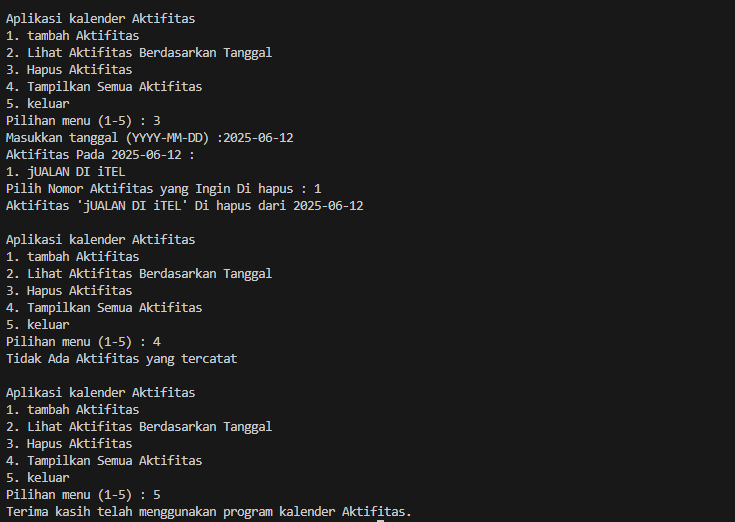 Aplikasi kalender Aktifitas
1. tambah Aktifitas
2. Lihat Aktifitas Berdasarkan Tanggal
3. Hapus Aktifitas
4. Tampilkan Semua Aktifitas
5. keluar
Pilihan menu (1-5) : 3
Masukkan tanggal (YYYY-MM-DD) :2025-06-12
Aktifitas Pada 2025-06-12 :
1. jUALAN DI iTEL
Pilih Nomor Aktifitas yang Ingin Di hapus : 1
Aktifitas 'jUALAN DI iTEL' Di hapus dari 2025-06-12

Aplikasi kalender Aktifitas
1. tambah Aktifitas
2. Lihat Aktifitas Berdasarkan Tanggal
3. Hapus Aktifitas
4. Tampilkan Semua Aktifitas
5. keluar
Pilihan menu (1-5) : 4
Tidak Ada Aktifitas yang tercatat

Aplikasi kalender Aktifitas
1. tambah Aktifitas
2. Lihat Aktifitas Berdasarkan Tanggal
3. Hapus Aktifitas
4. Tampilkan Semua Aktifitas
5. keluar
Pilihan menu (1-5) : 5
Terima kasih telah menggunakan program kalender Aktifitas.